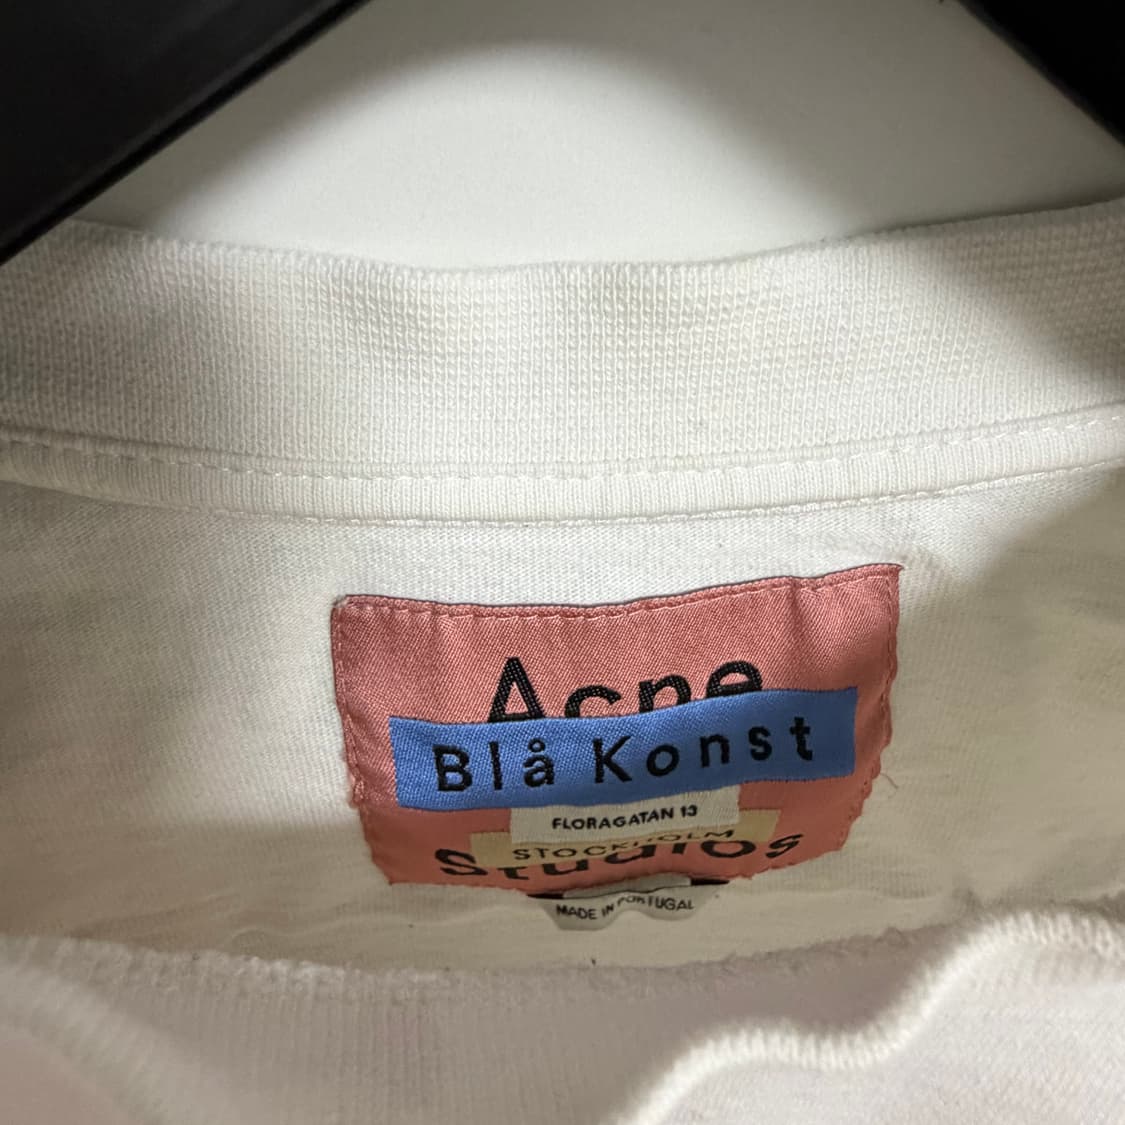 Acne
Blå Konst
FLORAGATAN 13
STOCKHOLM
Studios
MADE IN PORTUGAL